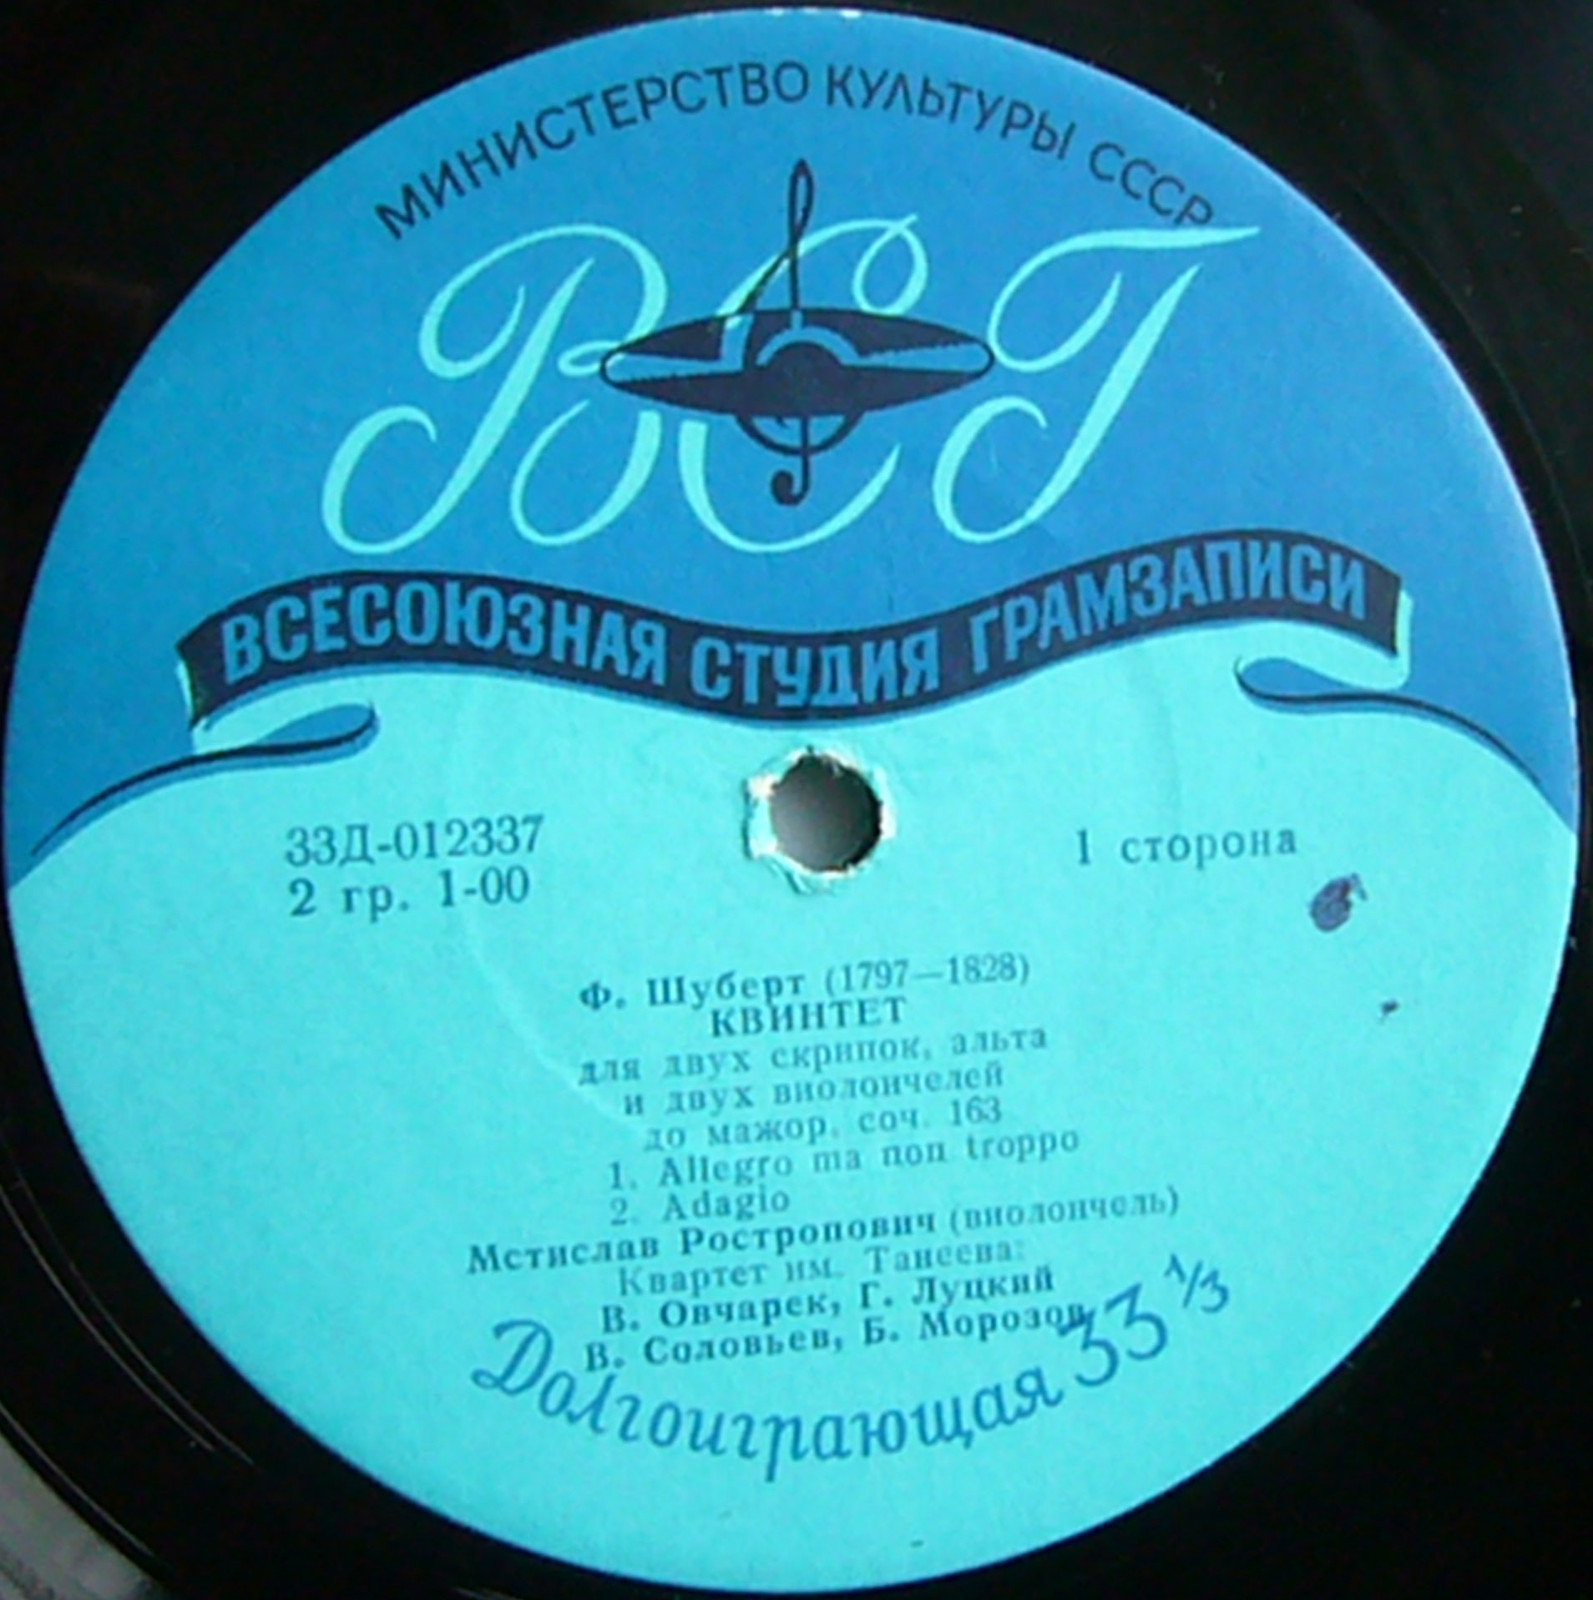 МИНИСТЕРСТВО КУЛЬТУРЫ СССР
ВСГ
ВСЕСОЮЗНАЯ СТУДИЯ ГРАМЗАПИСИ
33Д-012337
2 гр. 1-00
1 сторона
Ф. Шуберт (1797—1828)
КВИНТЕТ
для двух скрипок, альта
и двух виолончелей
до мажор, соч. 163
1. Allegro ma non troppo
2. Adagio
Мстислав Ростропович (виолончель)
Квартет им. Танеева:
В. Овчарек, Г. Луцкий
В. Соловьев, Б. Морозов
Долгоиграющая 33 1/3